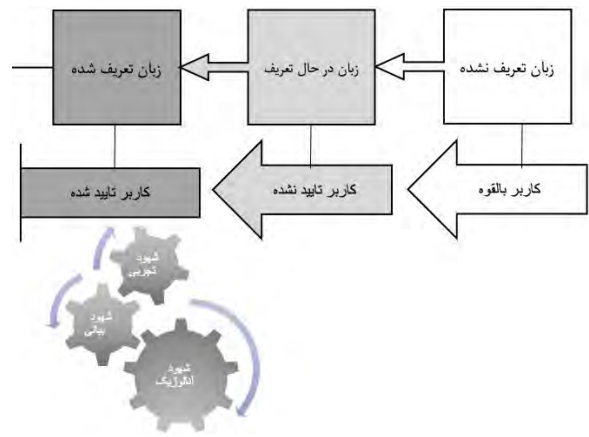 زبان تعریف نشده
زبان در حال تعریف
زبان تعریف شده
کاربر بالقوه
کاربر تایید نشده
کاربر تایید شده
شهود
تجربی
شهود
بیانی
شهود
آنالوژیک